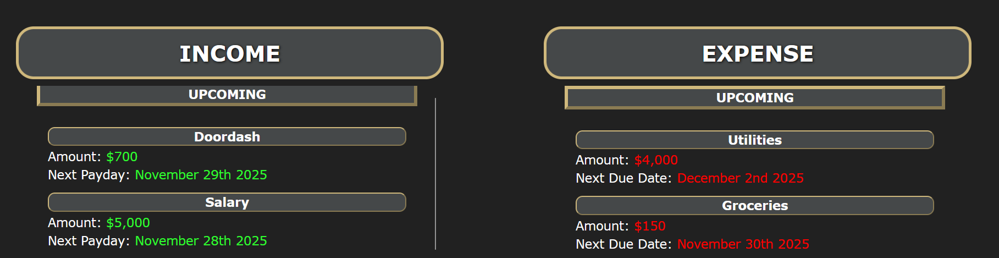 INCOME
UPCOMING
Doordash
Amount: $700
Next Payday: November 29th 2025
Salary
Amount: $5,000
Next Payday: November 28th 2025
EXPENSE
UPCOMING
Utilities
Amount: $4,000
Next Due Date: December 2nd 2025
Groceries
Amount: $150
Next Due Date: November 30th 2025